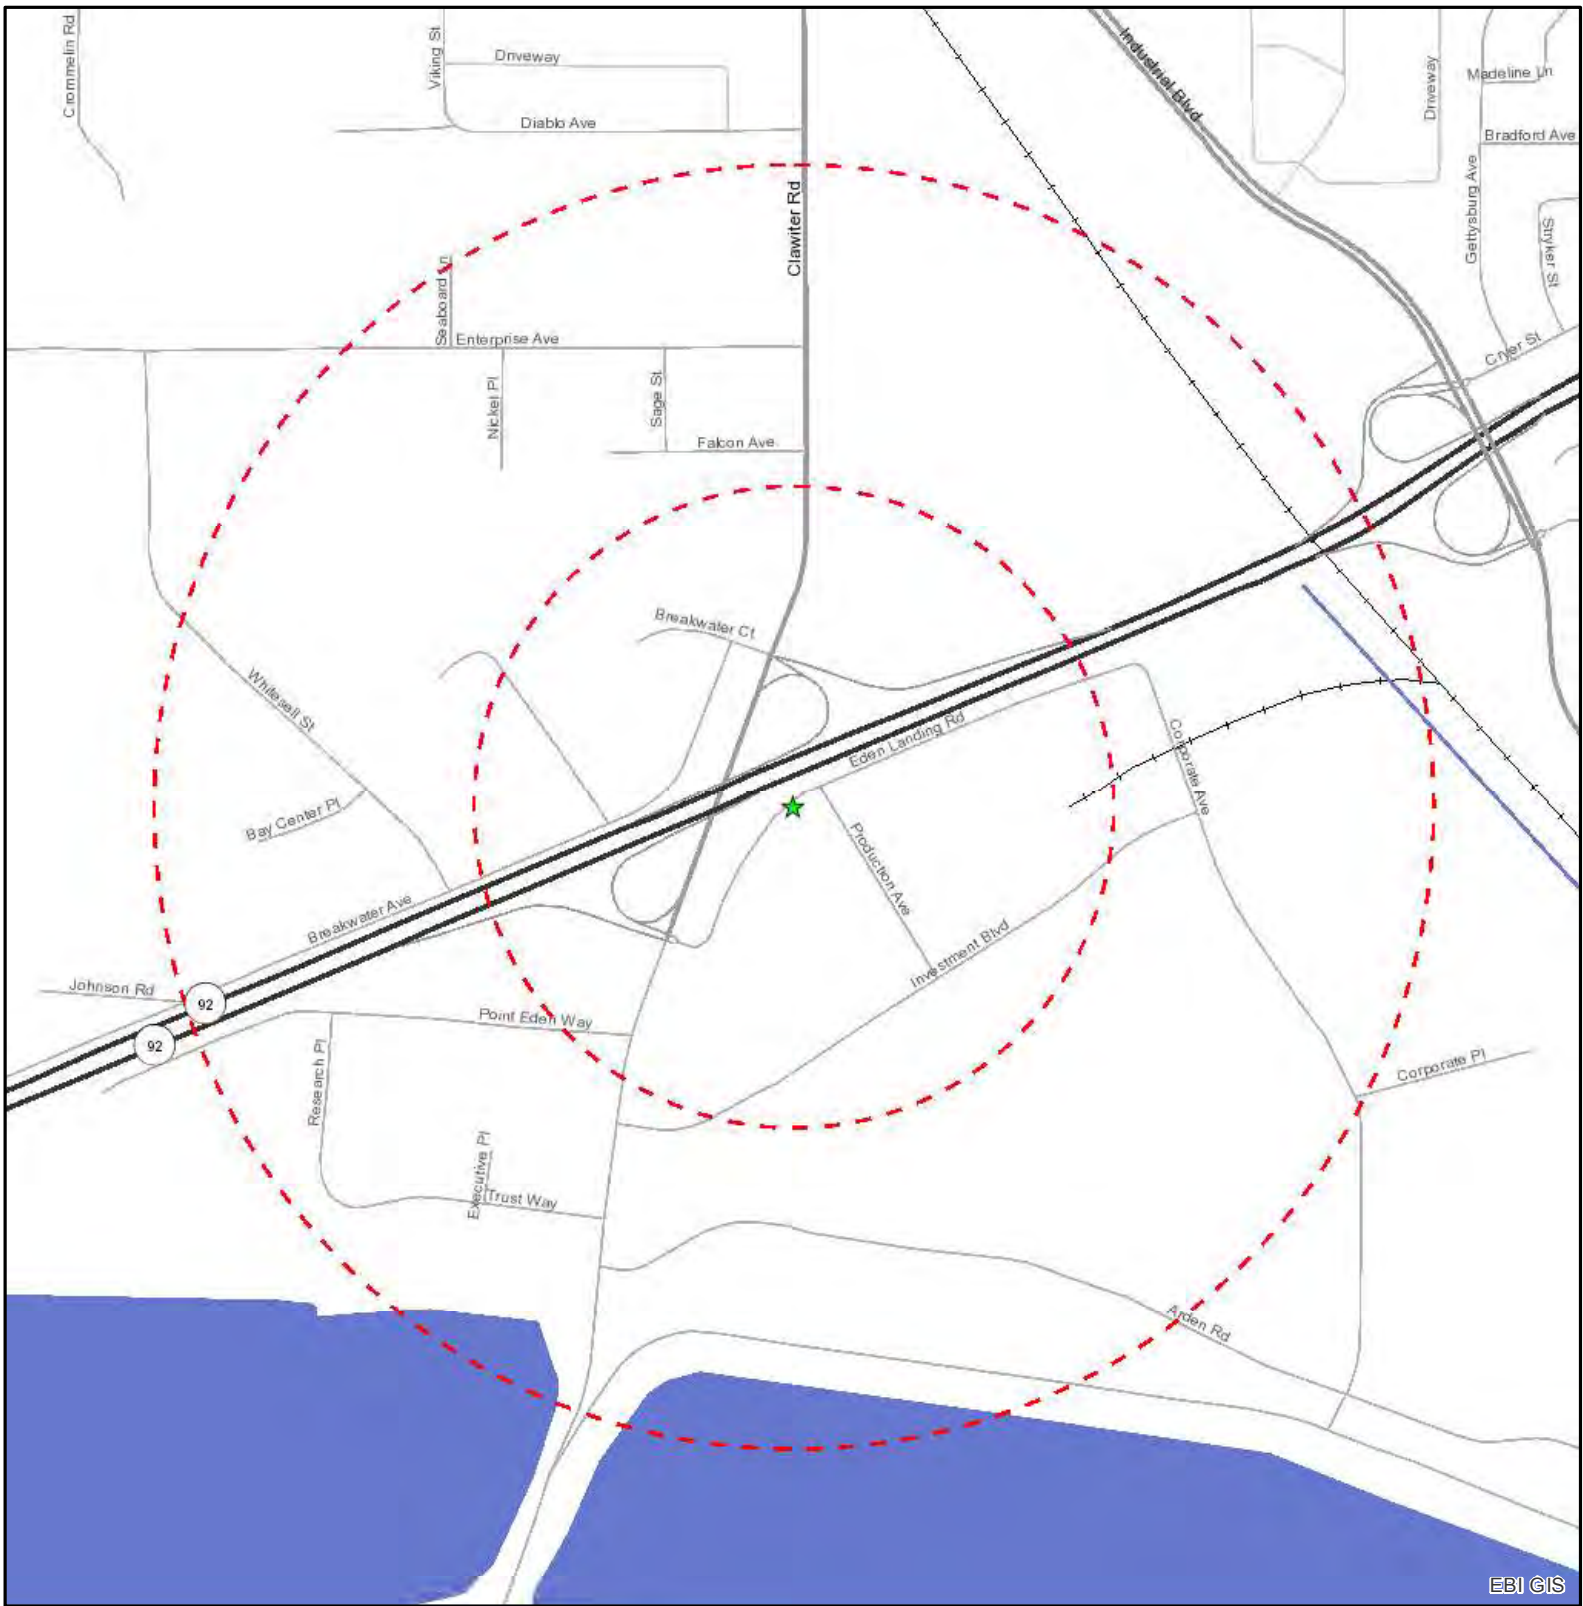 Crommelin Rd
Viking St
Driveway
Diablo Ave
Industrial Blvd
Driveway
Madeline Ln
Bradford Ave
Gettysburg Ave
Stryker St
Cryer St
Clawiter Rd
Seaboard Ln
Enterprise Ave
Nickel Pl
Sage St
Falcon Ave
Breakwater Ct
Whitesell St
Bay Center Pl
Eden Landing Rd
Corporate Ave
Production Ave
Breakwater Ave
Investment Blvd
Johnson Rd
92
92
Point Eden Way
Research Pl
Corporate Pl
Executive Pl
Trust Way
Arden Rd
EBI GIS